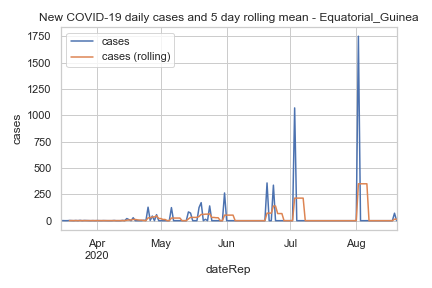 New COVID-19 daily cases and 5 day rolling mean - Equatorial_Guinea
cases
cases (rolling)
1750
1500
1250
1000
750
500
250
0
cases
Apr
2020
May
Jun
Jul
Aug
dateRep